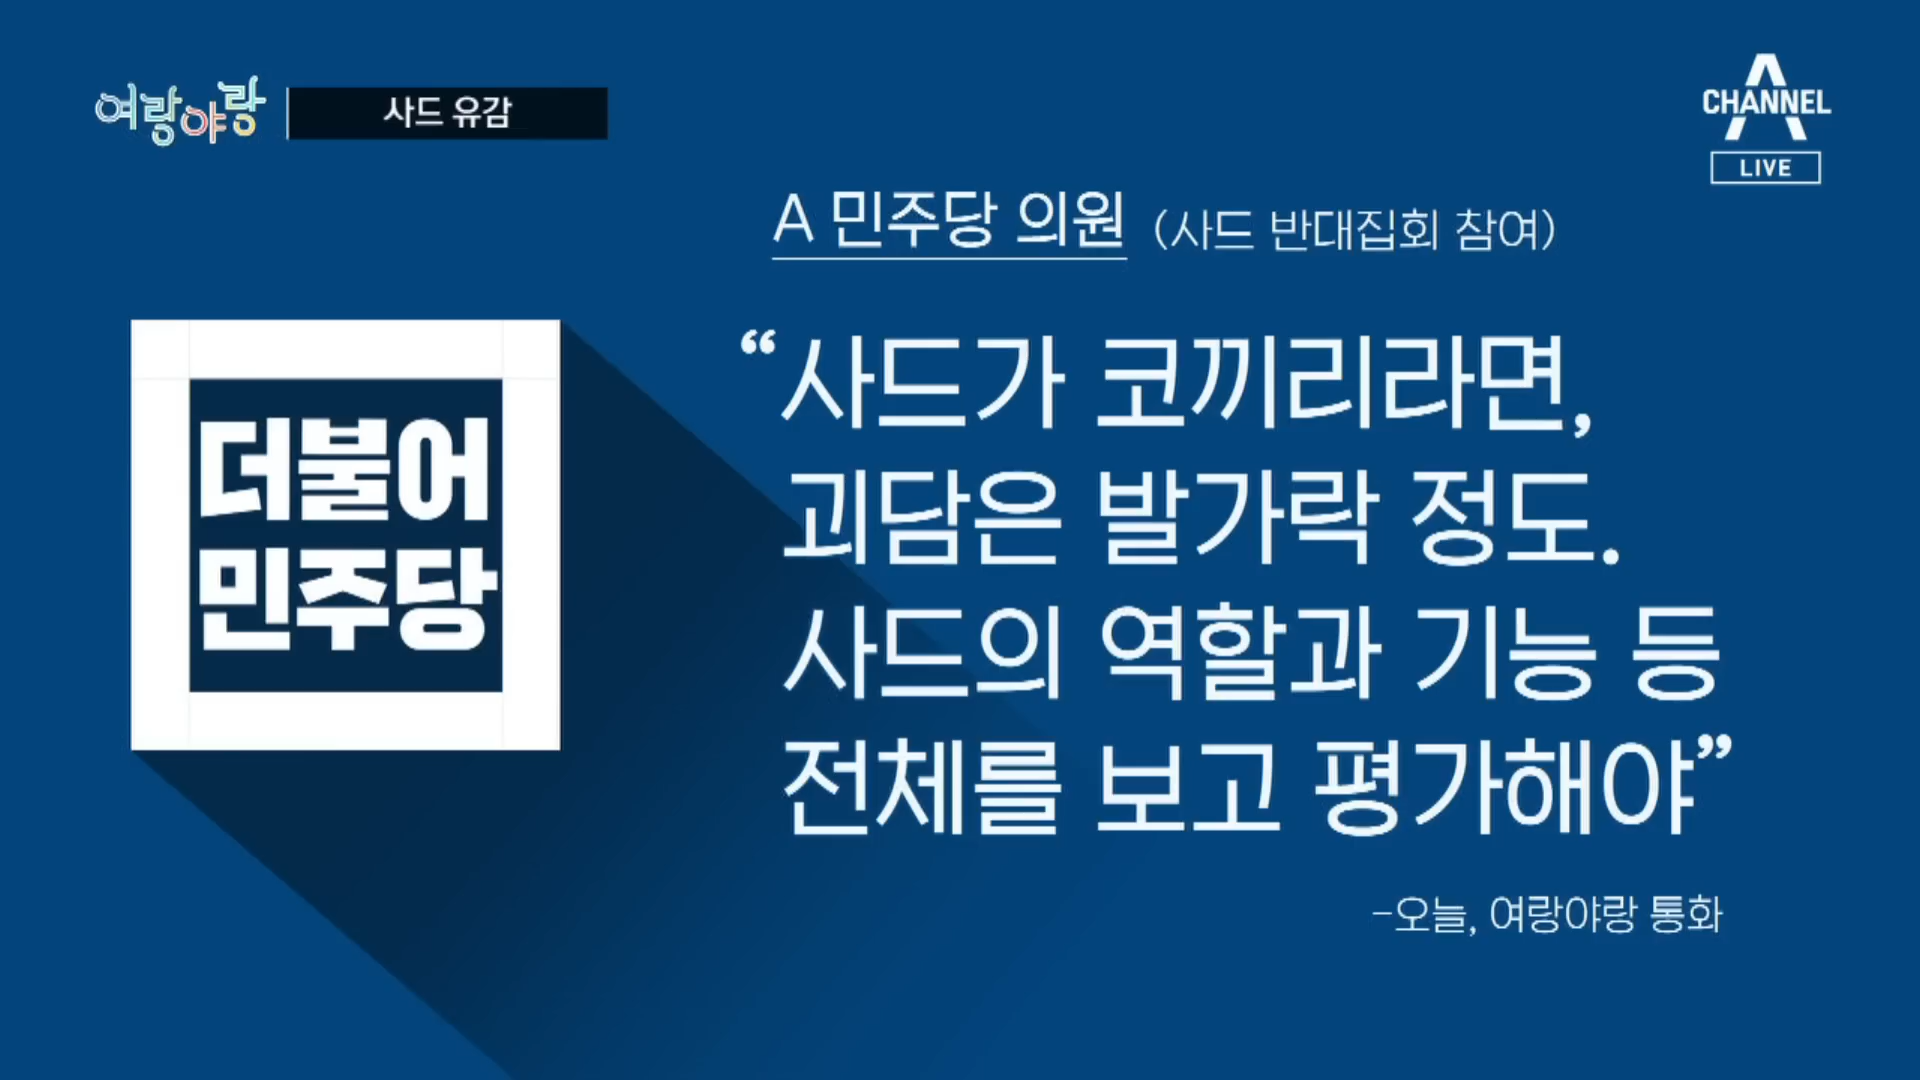 여랑야랑
사드 유감
CHANNEL A
LIVE
A 민주당 의원 (사드 반대집회 참여)
더불어
민주당
“사드가 코끼리라면,
괴담은 발가락 정도.
사드의 역할과 기능 등
전체를 보고 평가해야”
-오늘, 여랑야랑 통화